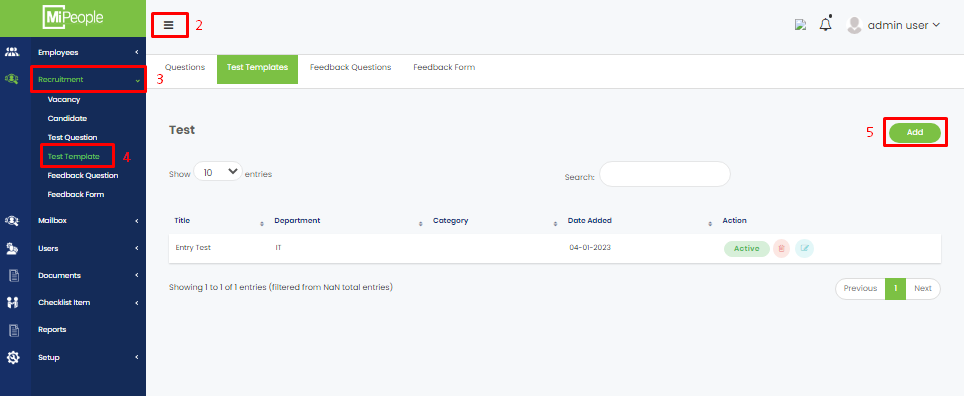 MiPeople
2
admin user
Employees
Recruitment
3
Vacancy
Candidate
Test Question
Test Template
4
Feedback Question
Feedback Form
Mailbox
Users
Documents
Checklist Item
Reports
Setup
Questions Test Templates Feedback Questions Feedback Form
Test
5 Add
Show 10 entries Search:
Title Department Category Date Added Action
Entry Test IT 04-01-2023 Active
Showing 1 to 1 of 1 entries (filtered from NaN total entries)
Previous 1 Next